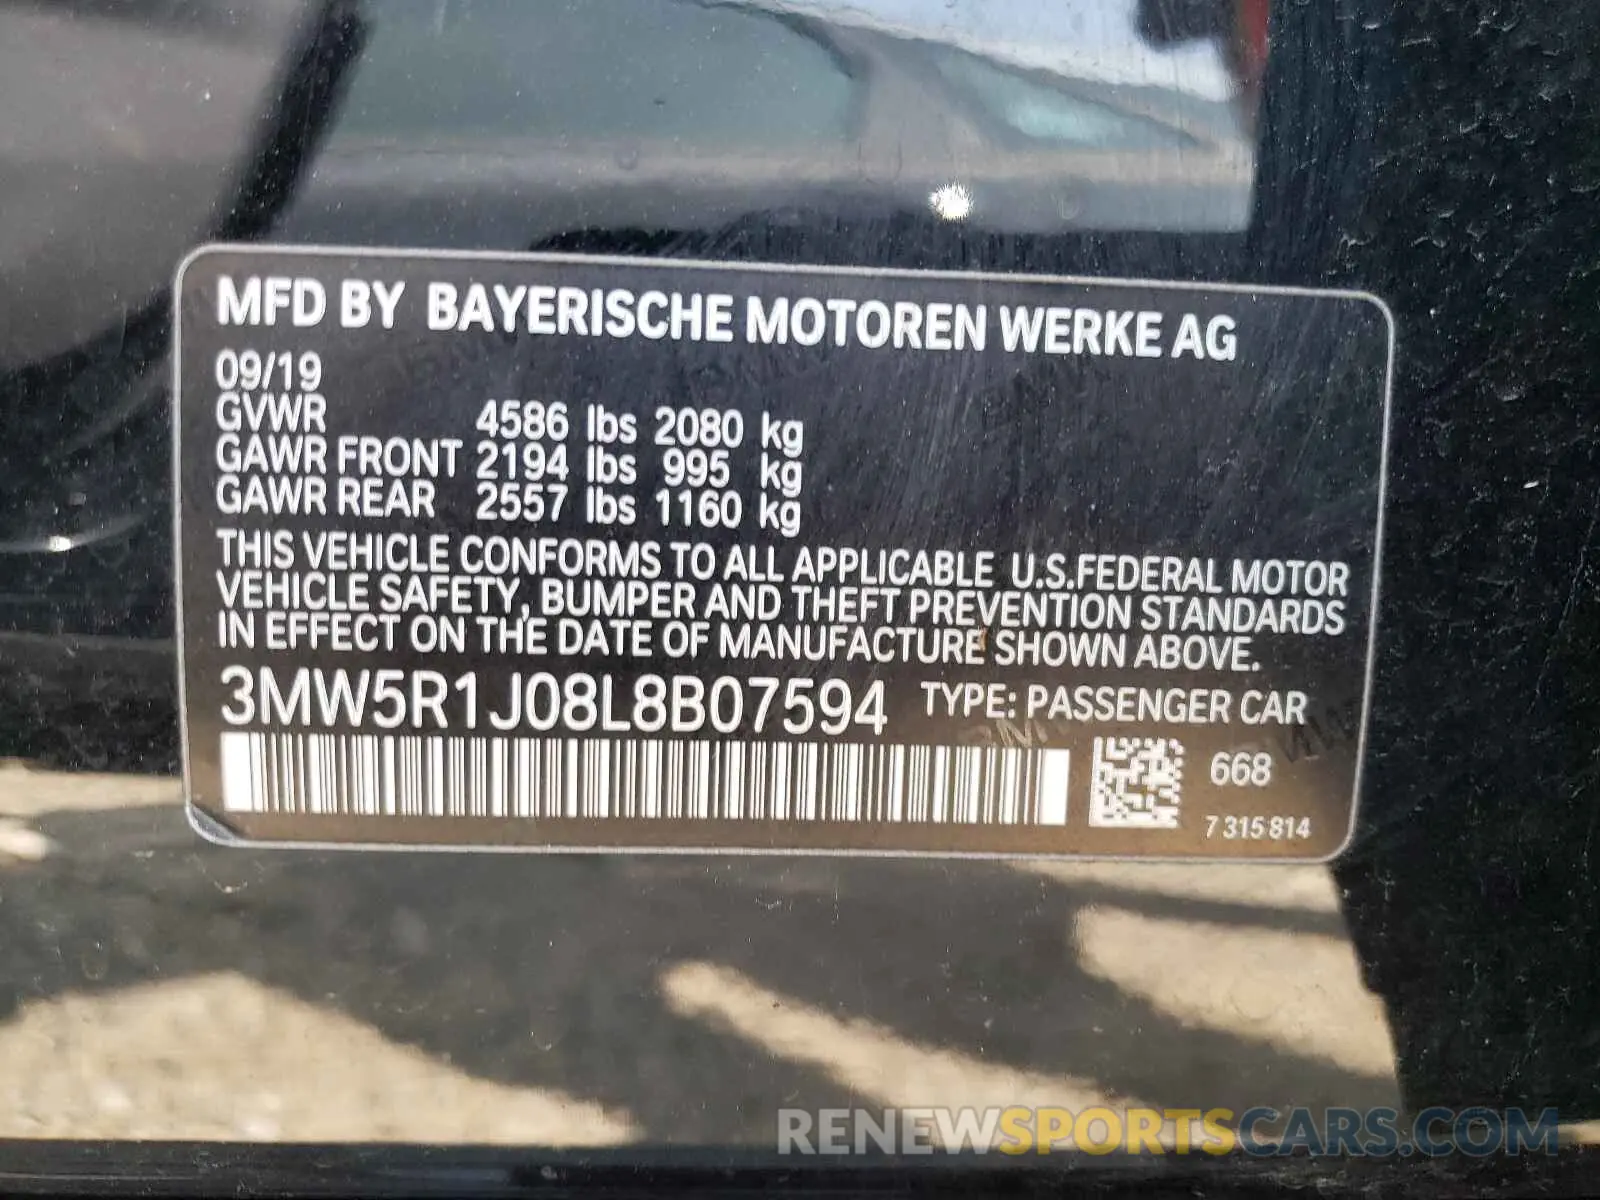 MFD BY BAYERISCHE MOTOREN WERKE AG
09/19
GVWR 4586 lbs 2080 kg
GAWR FRONT 2194 lbs 995 kg
GAWR REAR 2557 lbs 1160 kg
THIS VEHICLE CONFORMS TO ALL APPLICABLE U.S.FEDERAL MOTOR
VEHICLE SAFETY, BUMPER AND THEFT PREVENTION STANDARDS
IN EFFECT ON THE DATE OF MANUFACTURE SHOWN ABOVE.
3MW5R1J08L8B07594 TYPE: PASSENGER CAR
668
7 315 814
RENEWSPORTSCARS.COM